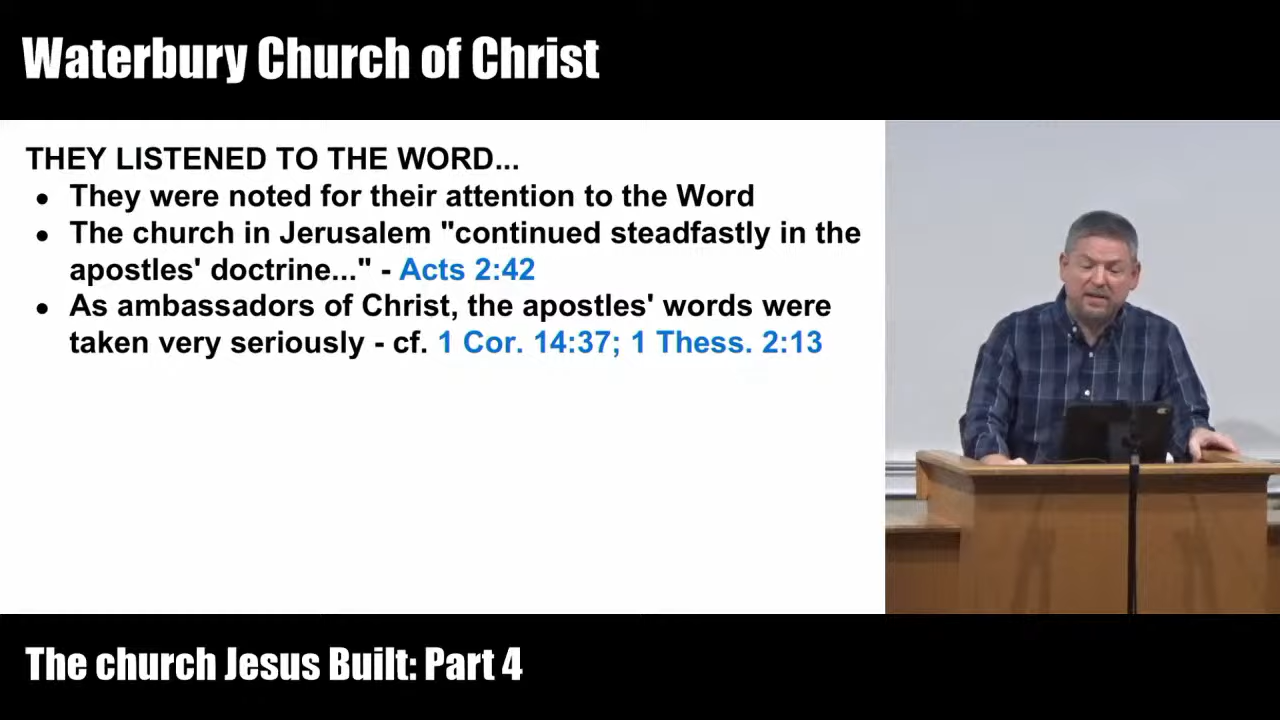 Waterbury Church of Christ
THEY LISTENED TO THE WORD...
● They were noted for their attention to the Word
● The church in Jerusalem "continued steadfastly in the
apostles' doctrine..." - Acts 2:42
● As ambassadors of Christ, the apostles' words were
taken very seriously - cf. 1 Cor. 14:37; 1 Thess. 2:13
The church Jesus Built: Part 4